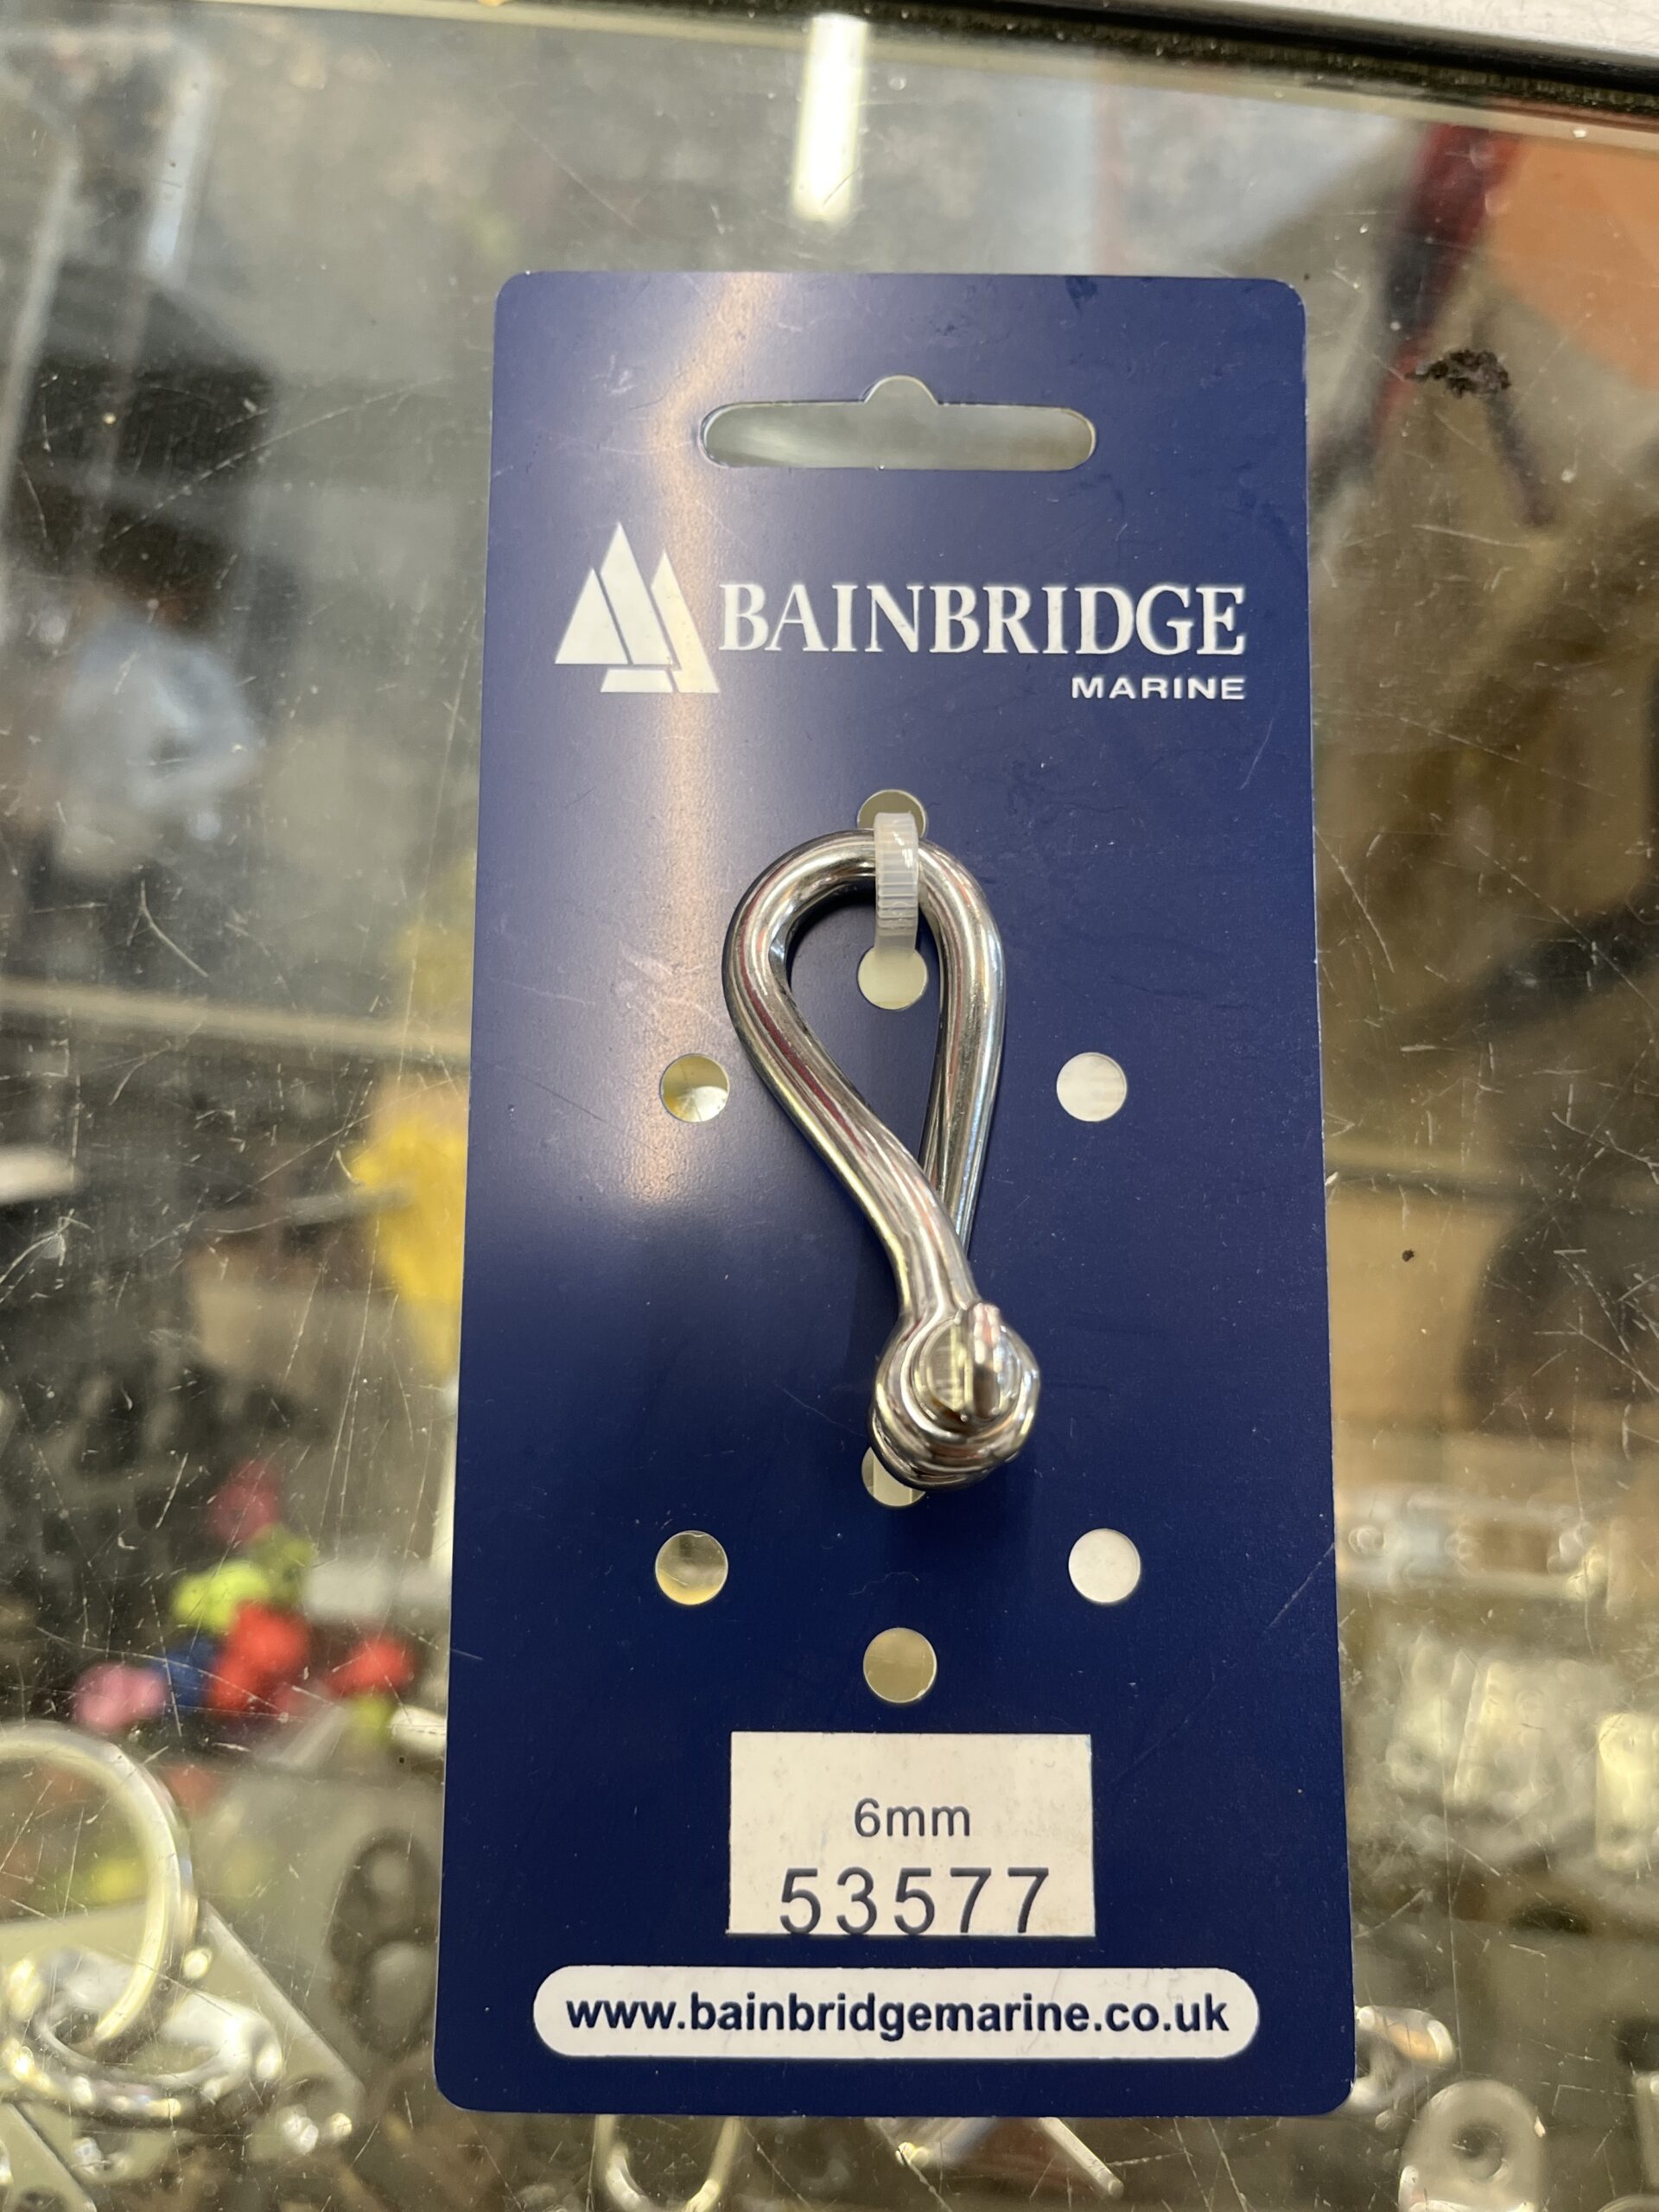 BAINBRIDGE
MARINE
6mm
53577
www.bainbridgemarine.co.uk